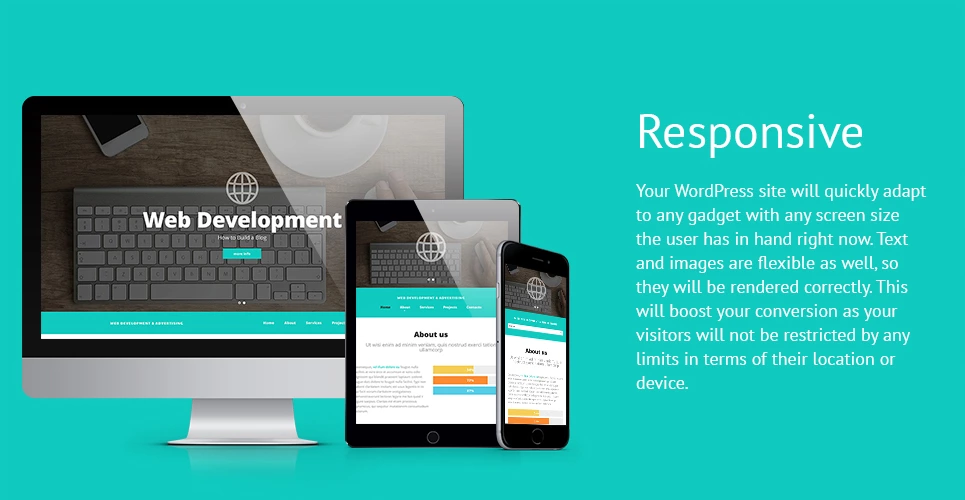 Responsive
Your WordPress site will quickly adapt
to any gadget with any screen size
the user has in hand right now. Text
and images are flexible as well, so
they will be rendered correctly. This
will boost your conversion as your
visitors will not be restricted by any
limits in terms of their location or
device.
Web Development
How to Build a Blog
more info
WEB DEVELOPMENT & ADVERTISING
Home About Services Project
WEB DEVELOPMENT & ADVERTISING
Home About Services Projects Contacts
About us
Ut wisi enim ad minim veniam, quis nostrud exerci tation
ullamcorp
About us